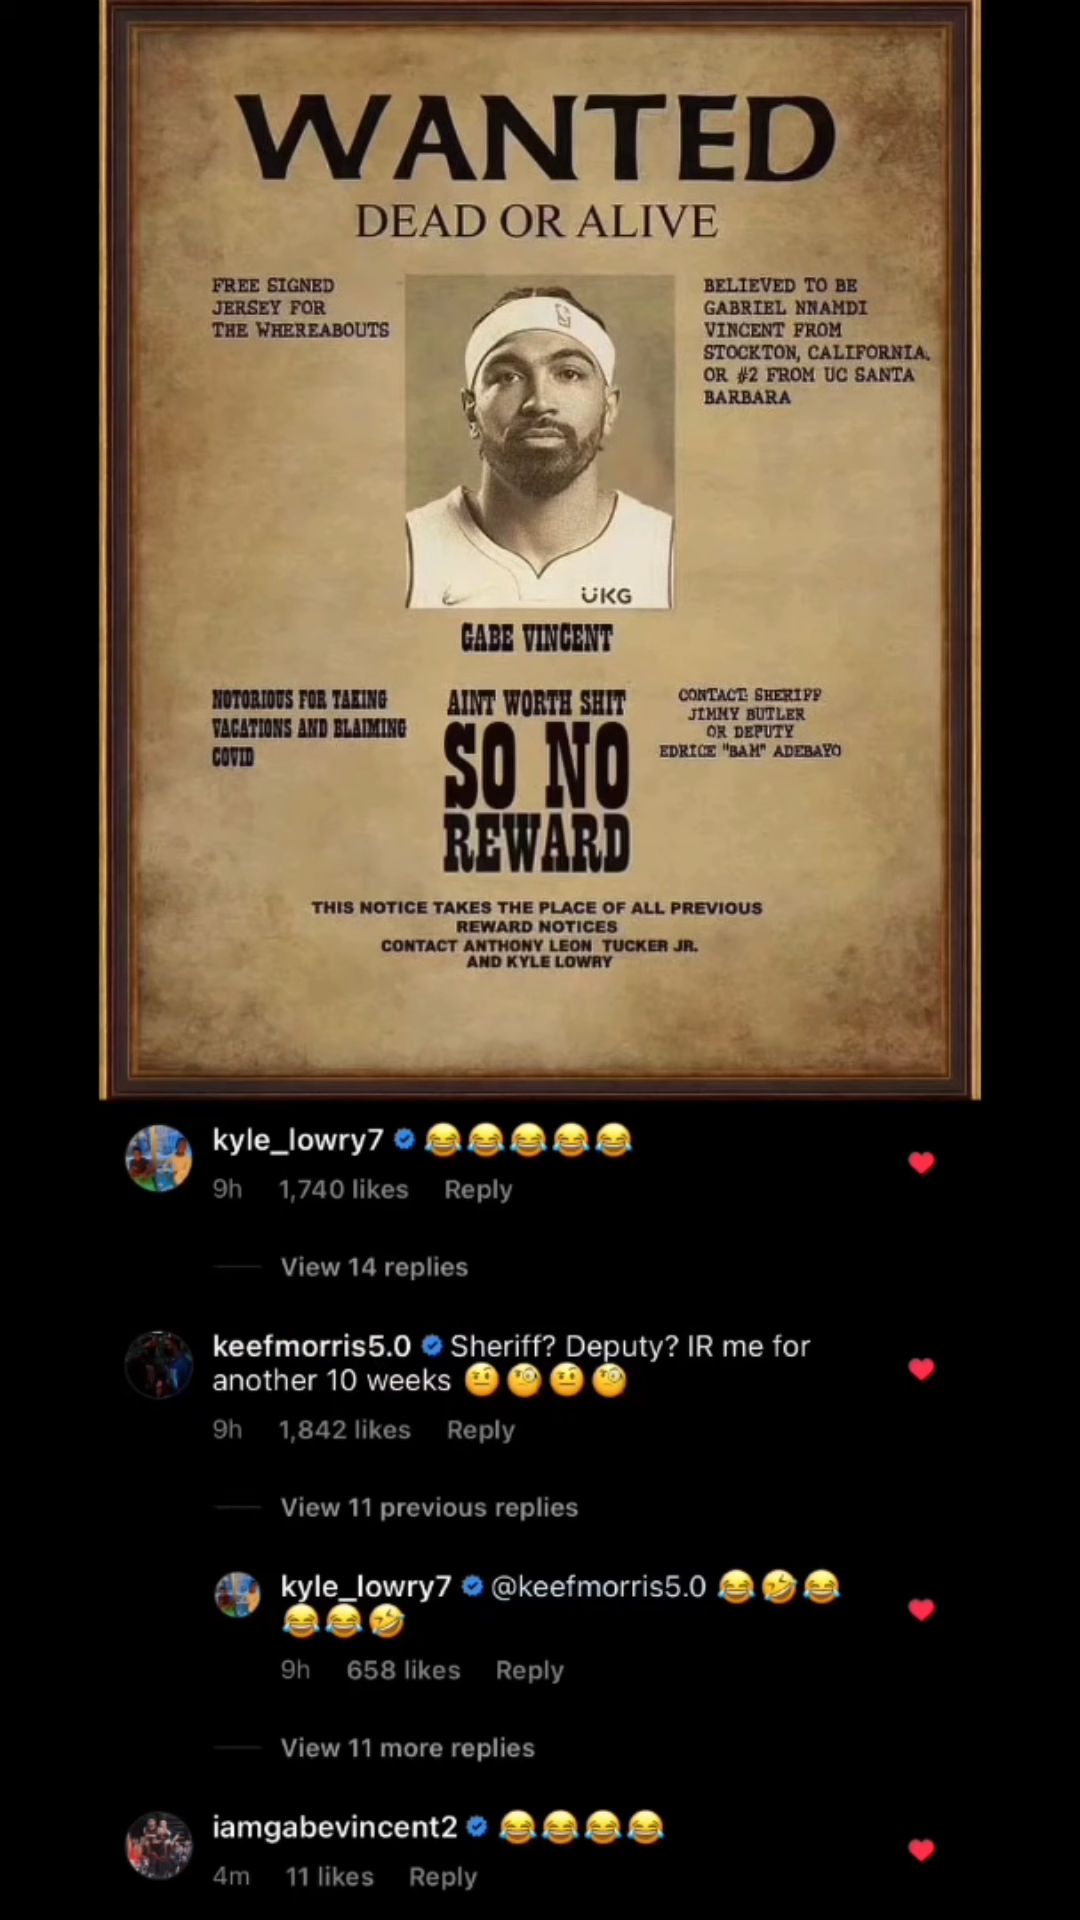 WANTED
DEAD OR ALIVE
FREE SIGNED
JERSEY FOR
THE WHEREABOUTS
BELIEVED TO BE
GABRIEL NNAMDI
VINCENT FROM
STOCKTON, CALIFORNIA,
OR #2 FROM UC SANTA
BARBARA
UKG
GABE VINCENT
NOTORIOUS FOR TAKING
VACATIONS AND BLAIMING
COVID
AINT WORTH SHIT
SO NO
REWARD
CONTACT: SHERIFF
JIMMY BUTLER
OR DEPUTY
EDRICE "BAM" ADEBAYO
THIS NOTICE TAKES THE PLACE OF ALL PREVIOUS
REWARD NOTICES
CONTACT ANTHONY LEON TUCKER JR.
AND KYLE LOWRY
kyle_lowry7 😂😂😂😂😂
9h 1,740 likes Reply
View 14 replies
keefmorris5.0 Sheriff? Deputy? IR me for
another 10 weeks 🤨🧐🤨🧐
9h 1,842 likes Reply
View 11 previous replies
kyle_lowry7 @keefmorris5.0 😂🤣😂
😂😂🤣
9h 658 likes Reply
View 11 more replies
iamgabevincent2 😂😂😂😂
4m 11 likes Reply